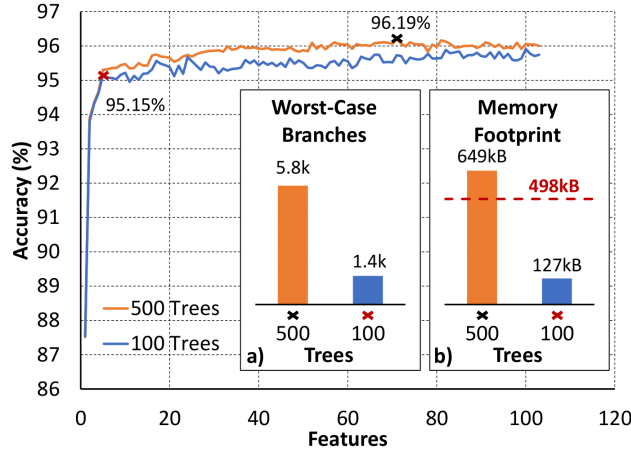 96.19%
96
95
94
93
92
91
90
89
88
87
86
Accuracy (%)
95.15%
500 Trees
100 Trees
Worst-Case
Branches
5.8k
1.4k
500 100
a) Trees
Memory
Footprint
649kB
498kB
127kB
500 100
b) Trees
0 20 40 60 80 100 120
Features